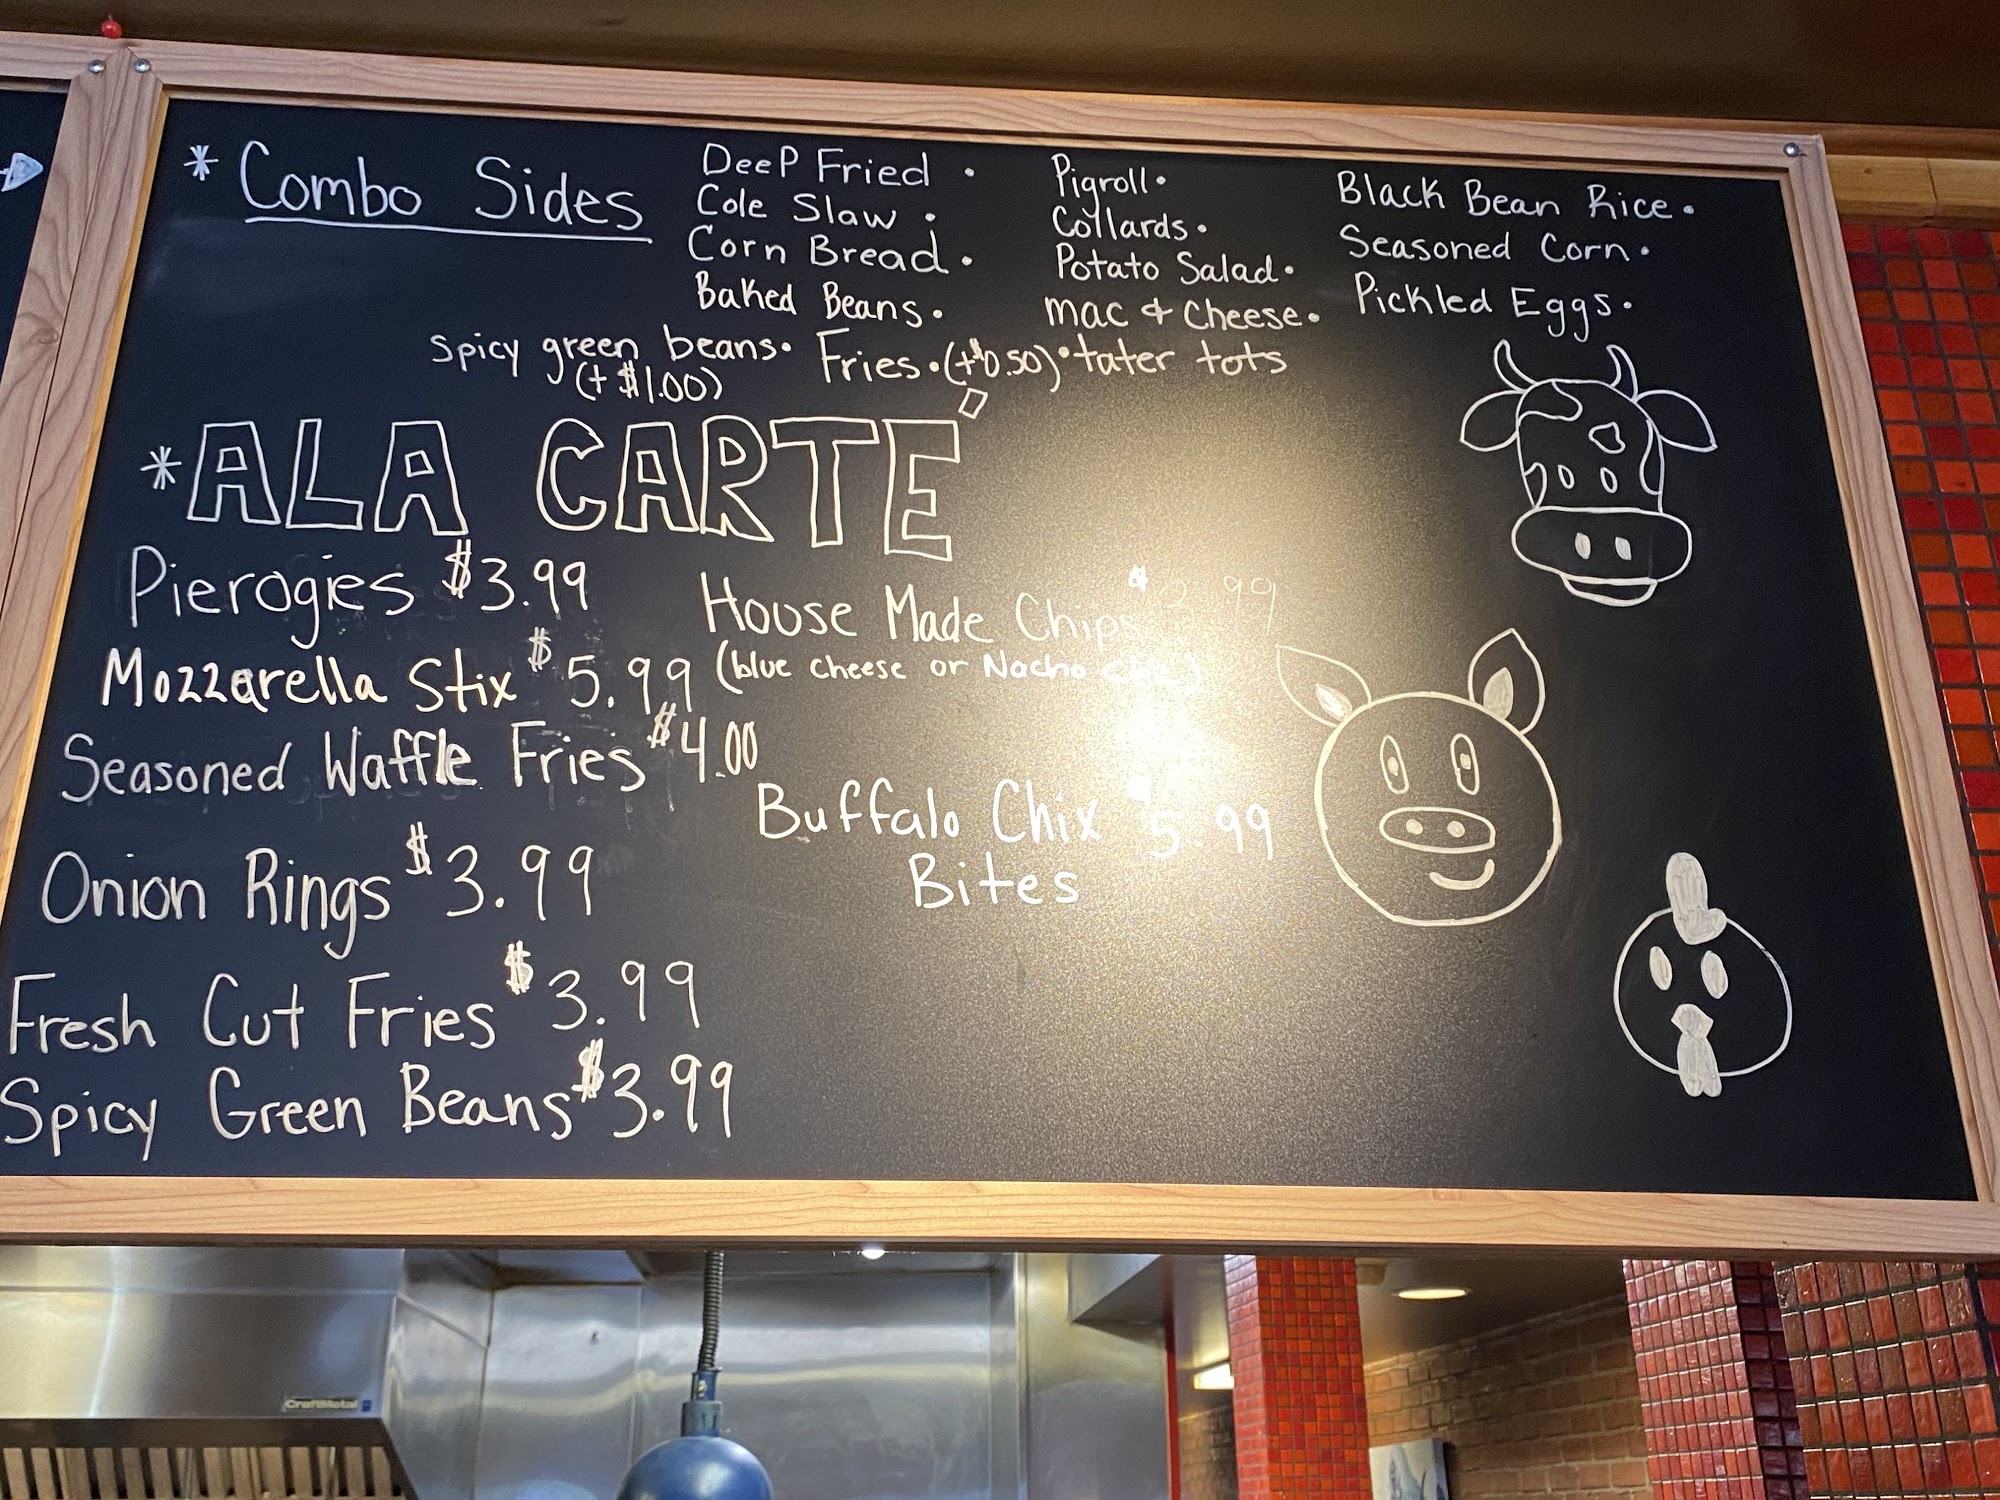 * Combo Sides
Deep Fried • Pigroll •
Cole Slaw • Collards •
Corn Bread • Potato Salad •
Baked Beans • Mac & Cheese •
Black Bean Rice •
Seasoned Corn •
Pickled Eggs •
Spicy green beans • Fries • (+$0.50) • tater tots
(+ $1.00)
*ALA CARTE'
Pierogies $3.99
Mozzarella Stix $5.99
Seasoned Waffle Fries $4.00
Onion Rings $3.99
Fresh Cut Fries $3.99
Spicy Green Beans $3.99
House Made Chips $3.99
(blue cheese or Nacho
Buffalo Chix $5.99
Bites
CraftMetal